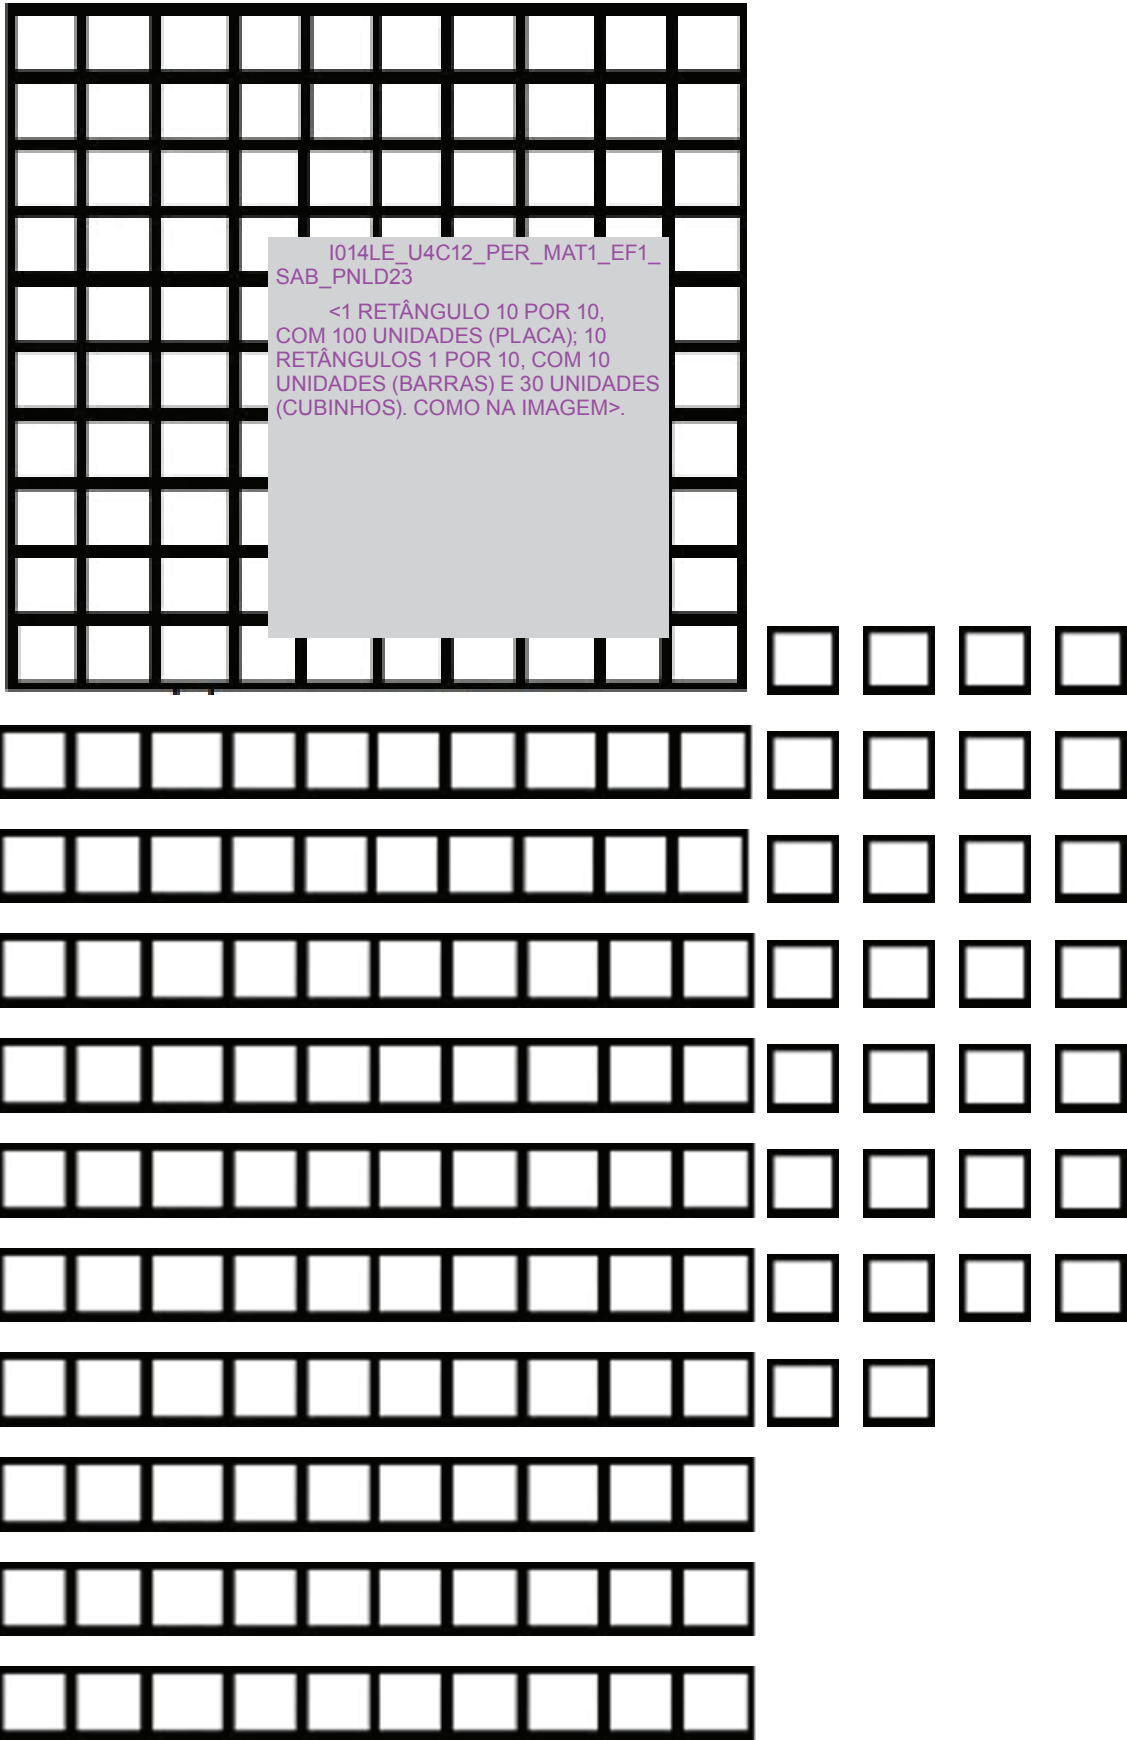 I014LE_U4C12_PER_MAT1_EF1_
SAB_PNLD23
<1 RETÂNGULO 10 POR 10,
COM 100 UNIDADES (PLACA); 10
RETÂNGULOS 1 POR 10, COM 10
UNIDADES (BARRAS) E 30 UNIDADES
(CUBINHOS). COMO NA IMAGEM>.